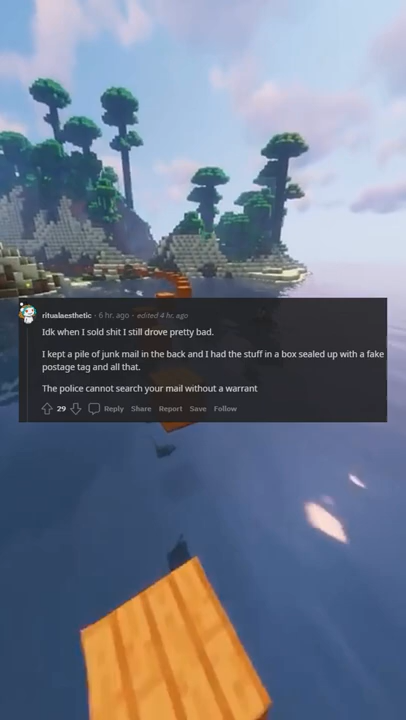 ritualaesthetic · 6 hr. ago · edited 4 hr. ago
Idk when I sold shit I still drove pretty bad.
I kept a pile of junk mail in the back and I had the stuff in a box sealed up with a fake
postage tag and all that.
The police cannot search your mail without a warrant
29 Reply Share Report Save Follow